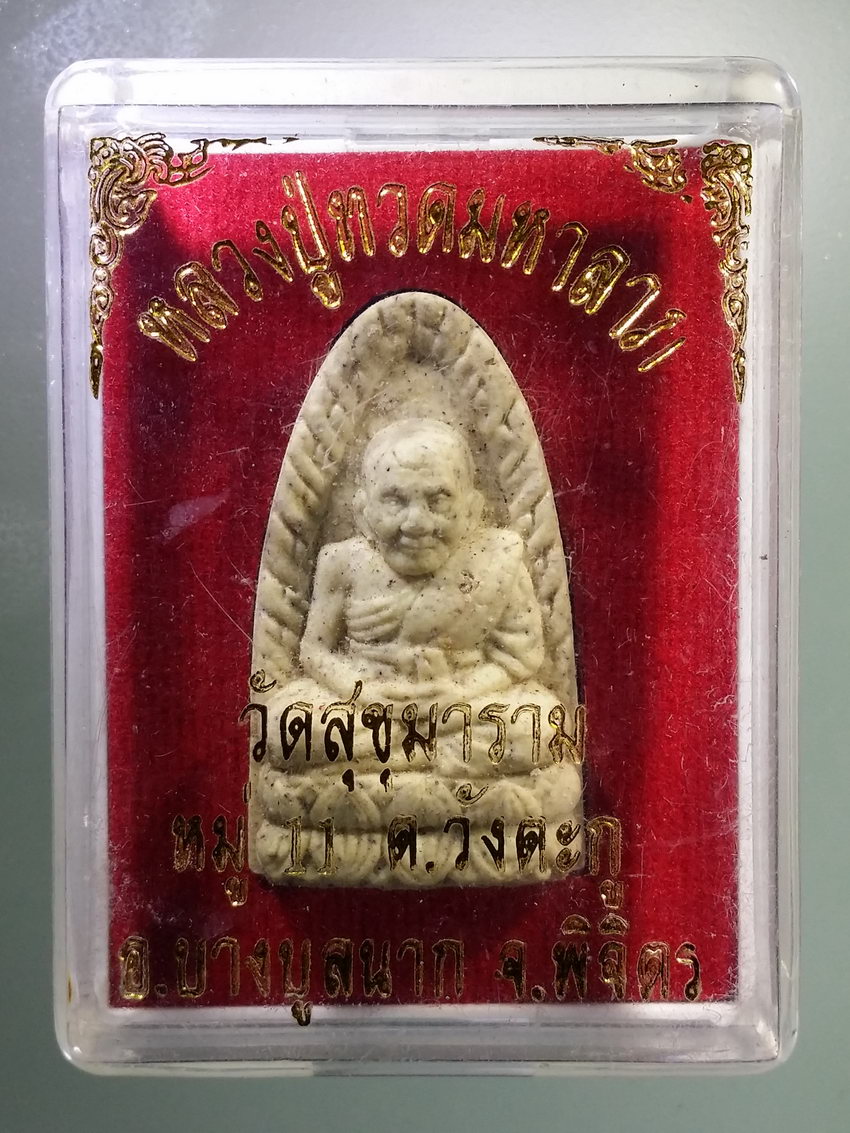 หลวงปู่ทวดมหาลาภ
วัดสุขุมาราม
หมู่ 11 ต.วังตะกู
อ.บางบูสนาก จ.พิจิตร